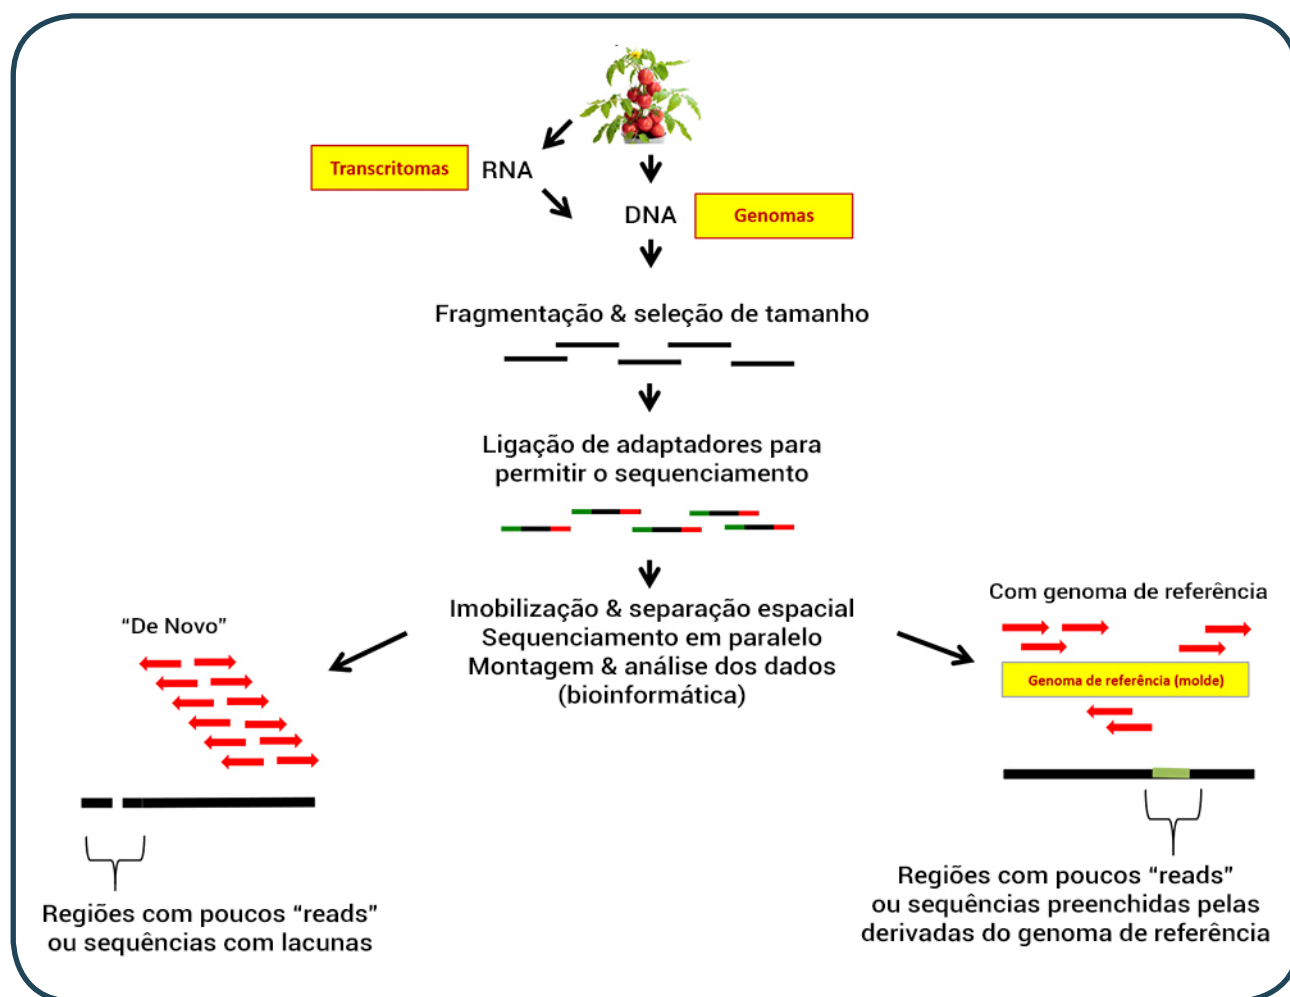 Transcritomas
RNA
DNA
Genomas
Fragmentação & seleção de tamanho
Ligação de adaptadores para
permitir o sequenciamento
Imobilização & separação espacial
Sequenciamento em paralelo
Montagem & análise dos dados
(bioinformática)
“De Novo”
Regiões com poucos “reads”
ou sequências com lacunas
Com genoma de referência
Genoma de referência (molde)
Regiões com poucos “reads”
ou sequências preenchidas pelas
derivadas do genoma de referência